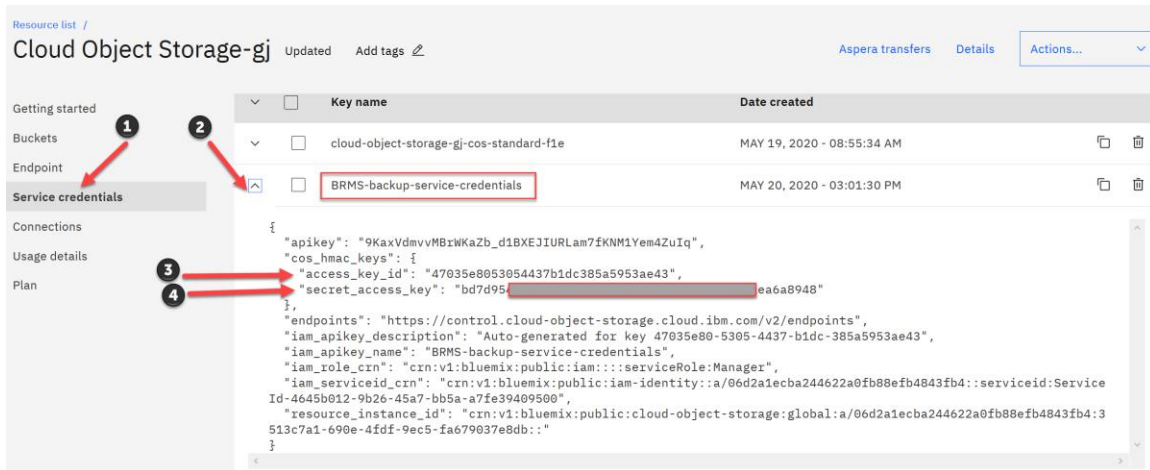 Resource list /
Cloud Object Storage-gj Updated Add tags Aspera transfers Details Actions...
Getting started
Buckets
Endpoint
Service credentials
Connections
Usage details
Plan
1
2
3
4
Key name Date created
cloud-object-storage-gj-cos-standard-f1e MAY 19, 2020 - 08:55:34 AM
BRMS-backup-service-credentials MAY 20, 2020 - 03:01:30 PM
{
"apikey": "9KaxVdmvvMBrWKaZb_d1BXEJIURLam7fKNM1Yem4ZuIq",
"cos_hmac_keys": {
"access_key_id": "47035e8053054437b1dc385a5953ae43",
"secret_access_key": "bd7d95 ea6a8948"
},
"endpoints": "https://control.cloud-object-storage.cloud.ibm.com/v2/endpoints",
"iam_apikey_description": "Auto-generated for key 47035e80-5305-4437-b1dc-385a5953ae43",
"iam_apikey_name": "BRMS-backup-service-credentials",
"iam_role_crn": "crn:v1:bluemix:public:iam::::serviceRole:Manager",
"iam_serviceid_crn": "crn:v1:bluemix:public:iam-identity::a/06d2a1ecba244622a0fb88efb4843fb4::serviceid:Service
Id-4645b012-9b26-45a7-bb5a-a7fe39409500",
"resource_instance_id": "crn:v1:bluemix:public:cloud-object-storage:global:a/06d2a1ecba244622a0fb88efb4843fb4:3
513c7a1-690e-4fdf-9ec5-fa679037e8db::"
}